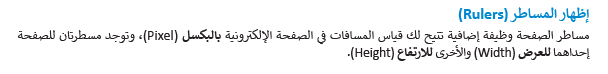 إظهار المساطر (Rulers)
مساطر الصفحة وظيفة إضافية تتيح لك قياس المسافات في الصفحة الإلكترونية بالبكسل (Pixel)، وتوجد مسطرتان للصفحة
إحداهما للعرض (Width) والأخرى للارتفاع (Height).